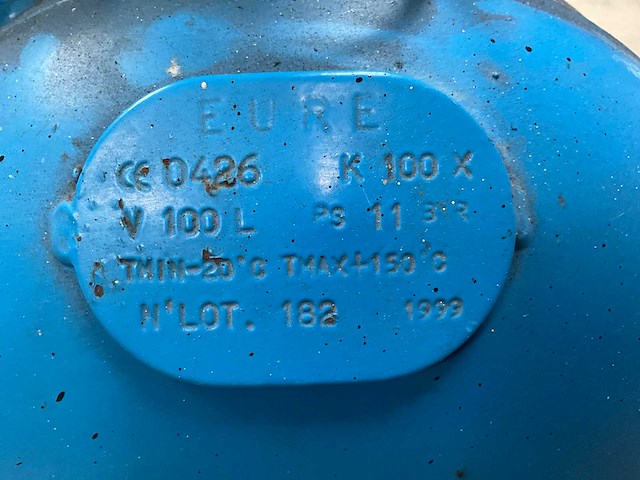 EURE
CE 0426 K 100 X
V 100 L PS 11 BAR
TMIN-20°C TMAX+150°C
N°LOT. 182 1999